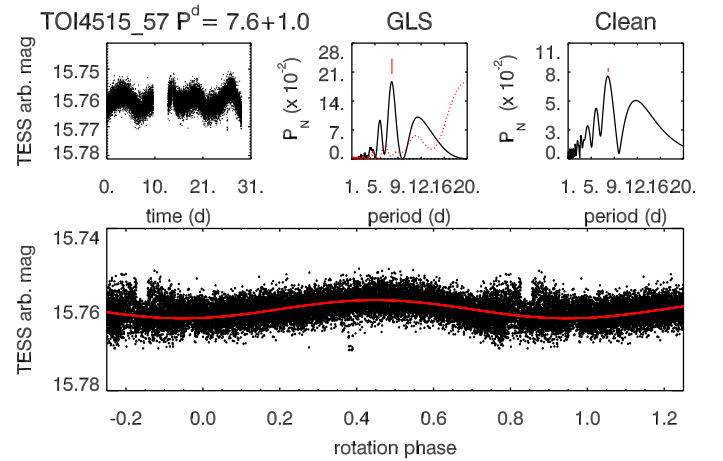 TOI4515_57 P^d = 7.6+1.0
GLS
Clean
TESS arb. mag
15.75
15.76
15.77
15.78
0. 10. 21. 31.
time (d)
P_N (x 10^-2)
28.
21.
14.
7.
0.
1. 5. 9.12.16.20.
period (d)
P_N (x 10^-2)
11.
8.
5.
3.
0.
1. 5. 9.12.16.20.
period (d)
TESS arb. mag
15.74
15.76
15.78
-0.2 0.0 0.2 0.4 0.6 0.8 1.0 1.2
rotation phase